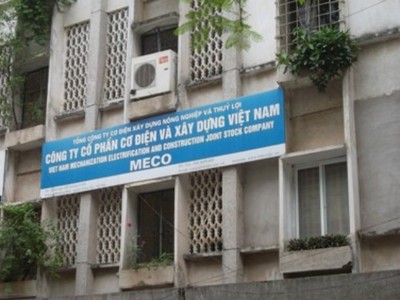 TỔNG CÔNG TY CƠ ĐIỆN XÂY DỰNG NÔNG NGHIỆP VÀ THUỶ LỢI
CÔNG TY CỔ PHẦN CƠ ĐIỆN VÀ XÂY DỰNG VIỆT NAM
VIET NAM MECHANIZATION ELECTRIFICATION AND CONSTRUCTION JOINT STOCK COMPANY
MECO